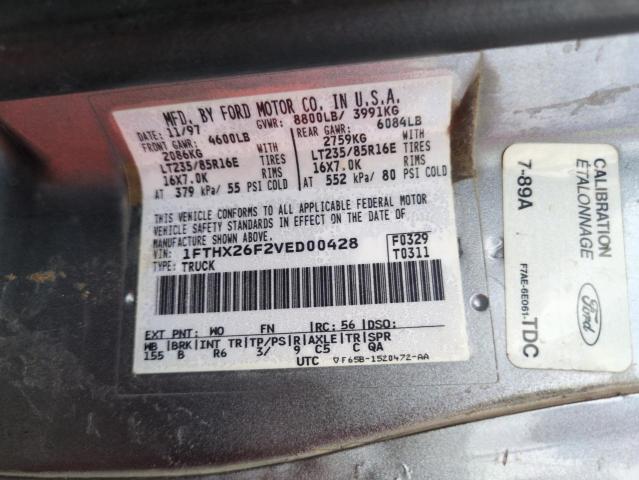 MFD. BY FORD MOTOR CO. IN U.S.A.
DATE: 11/97 GVWR: 8800LB/ 3991KG
FRONT GAWR: 4600LB REAR GAWR: 6084LB
2086KG WITH 2759KG WITH
LT235/85R16E TIRES LT235/85R16E TIRES
16X7.0K RIMS 16X7.0K RIMS
AT 379 kPa/ 55 PSI COLD AT 552 kPa/ 80 PSI COLD
THIS VEHICLE CONFORMS TO ALL APPLICABLE FEDERAL MOTOR
VEHICLE SAFETY STANDARDS IN EFFECT ON THE DATE OF
MANUFACTURE SHOWN ABOVE.
VIN: 1FTHX26F2VED00428 F0329
TYPE: TRUCK T0311
EXT PNT: WO FN RC: 56 DSO:
WB BRK INT TR TP/PS R AXLE TR SPR
155 B R6 3/ 9 C5 C QA
UTC F65B-1520472-AA
CALIBRATION
ÉTALONNAGE
7-89A
Ford
F7AE-6E061-TDC